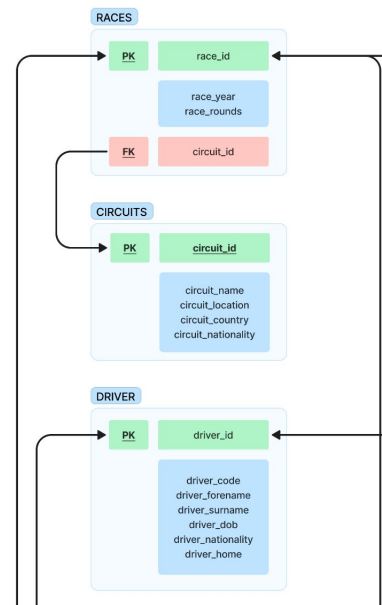 RACES
PK race_id
race_year
race_rounds
FK circuit_id
CIRCUITS
PK circuit_id
circuit_name
circuit_location
circuit_country
circuit_nationality
DRIVER
PK driver_id
driver_code
driver_forename
driver_surname
driver_dob
driver_nationality
driver_home